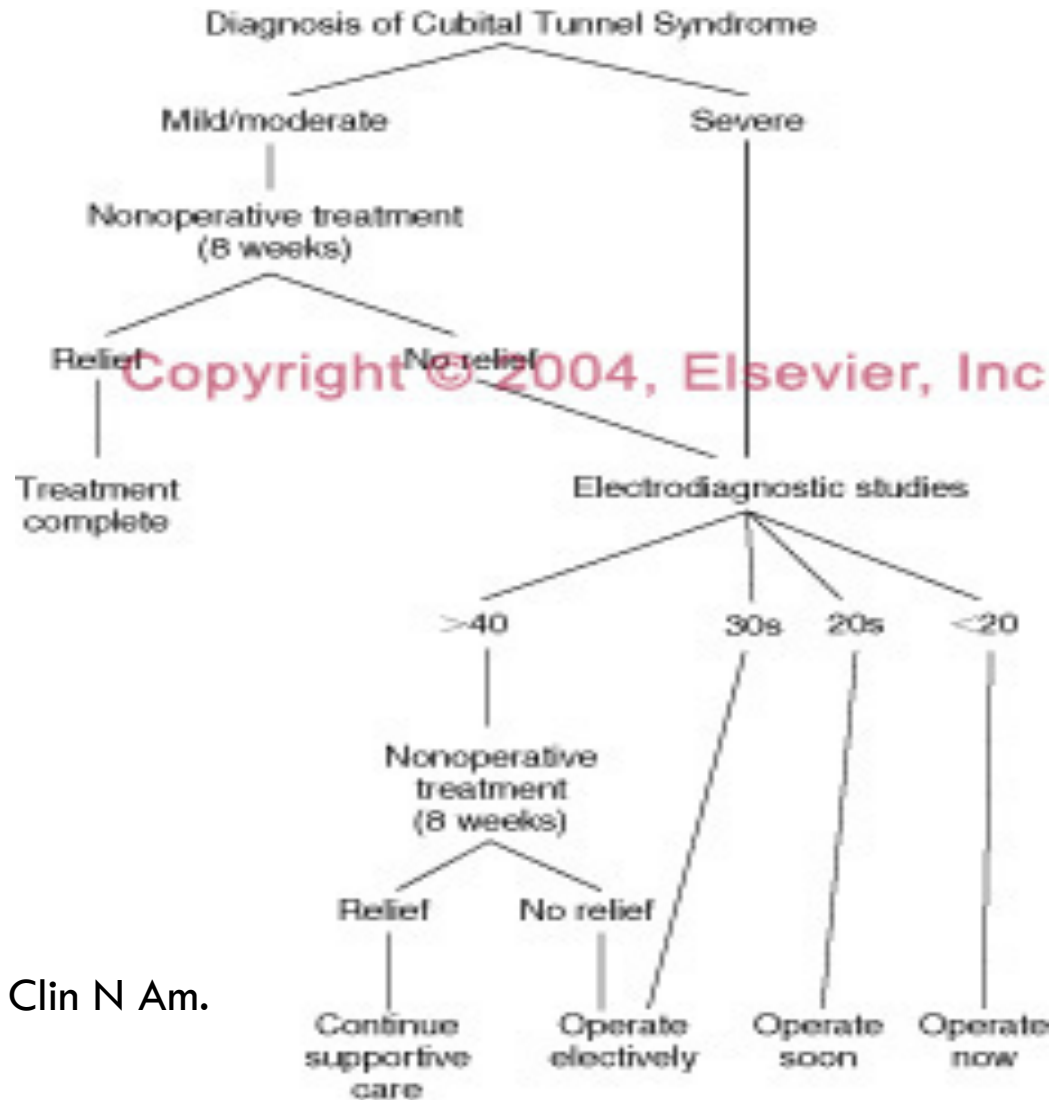 Diagnosis of Cubital Tunnel Syndrome
Mild/moderate
Severe
Nonoperative treatment
(8 weeks)
Relief
No relief
Copyright © 2004, Elsevier, Inc
Treatment
complete
Electrodiagnostic studies
>40
30s
20s
<20
Nonoperative
treatment
(8 weeks)
Relief
No relief
Clin N Am.
Continue
supportive
care
Operate
electively
Operate
soon
Operate
now